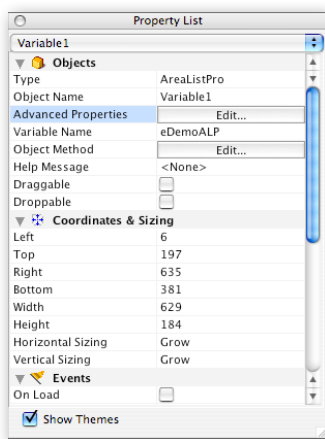 Property List
Variable1
Objects
Type AreaListPro
Object Name Variable1
Advanced Properties Edit...
Variable Name eDemoALP
Object Method Edit...
Help Message <None>
Draggable
Droppable
Coordinates & Sizing
Left 6
Top 197
Right 635
Bottom 381
Width 629
Height 184
Horizontal Sizing Grow
Vertical Sizing Grow
Events
On Load
Show Themes